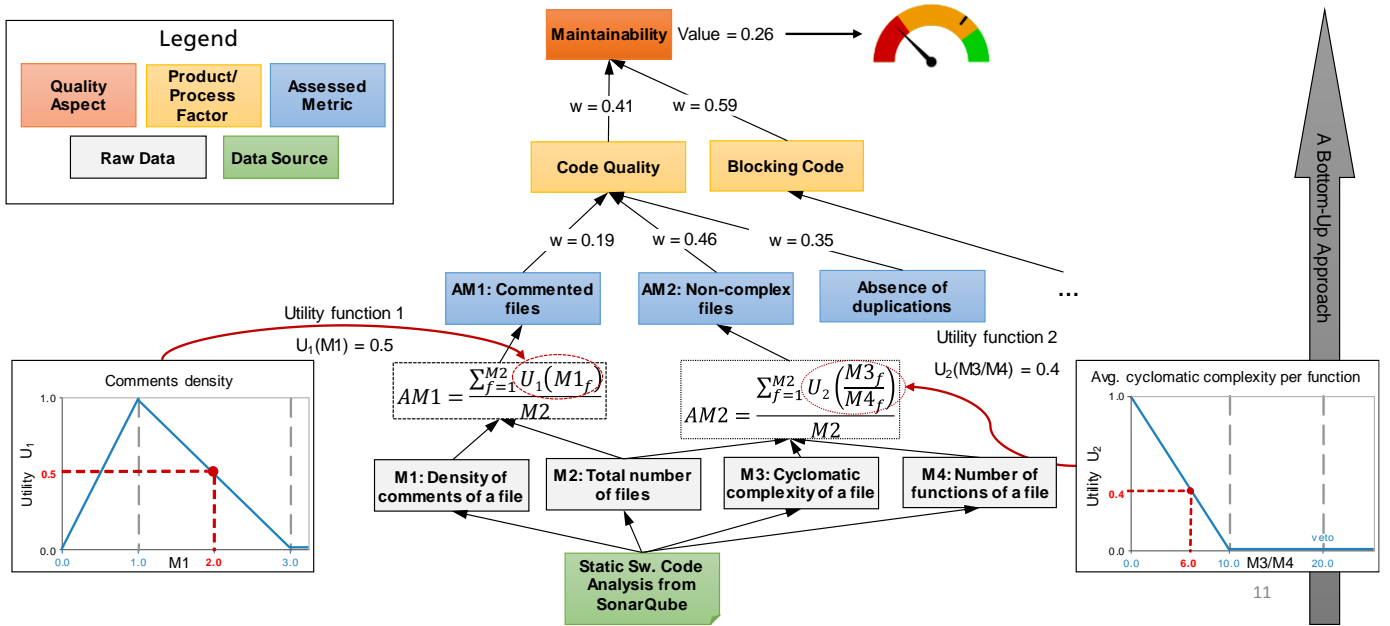 Legend
Quality
Aspect
Product/
Process
Factor
Assessed
Metric
Raw Data
Data Source
Maintainability
Value = 0.26
w = 0.41
w = 0.59
Code Quality
Blocking Code
w = 0.19
w = 0.46
w = 0.35
AM1: Commented
files
AM2: Non-complex
files
Absence of
duplications
...
A Bottom-Up Approach
Utility function 1
U₁(M1) = 0.5
Utility function 2
U₂(M3/M4) = 0.4
Comments density
1.0
0.5
0.0
Utility U₁
0.0 1.0 2.0 3.0
M1
AM1 = ∑_{f=1}^{M2} U₁(M1_f) / M2
AM2 = ∑_{f=1}^{M2} U₂(M3_f / M4_f) / M2
Avg. cyclomatic complexity per function
1.0
0.4
0.0
Utility U₂
veto
0.0 6.0 10.0 20.0
M3/M4
M1: Density of
comments of a file
M2: Total number
of files
M3: Cyclomatic
complexity of a file
M4: Number of
functions of a file
Static Sw. Code
Analysis from
SonarQube
11